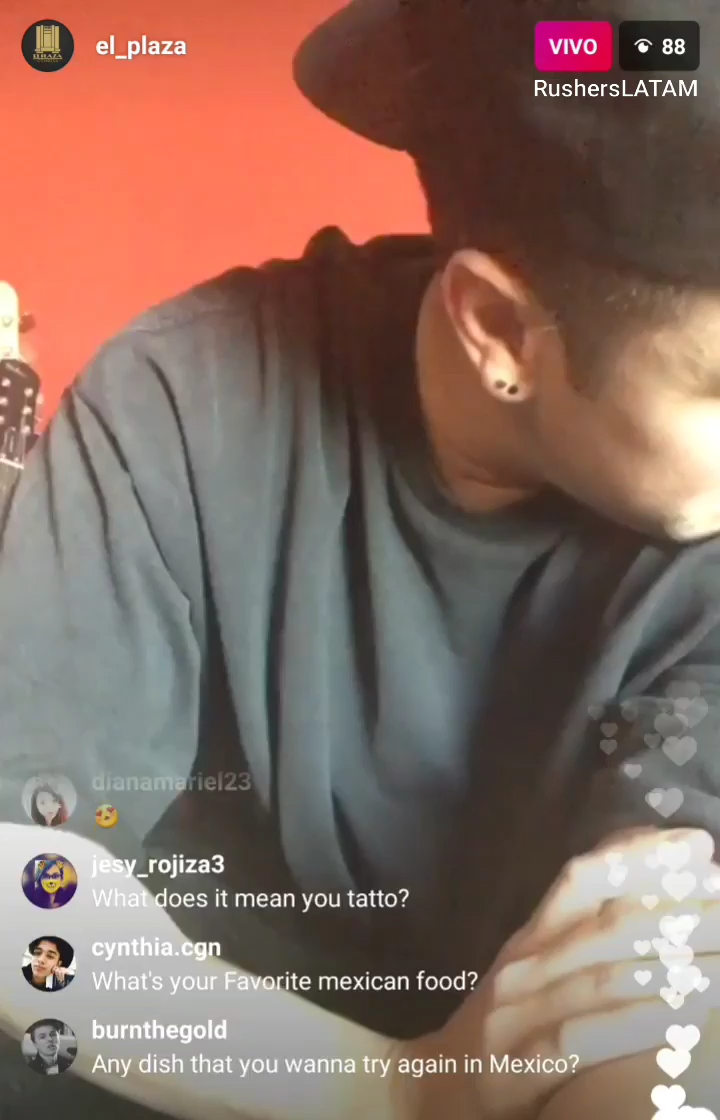 el_plaza
VIVO
88
RushersLATAM
dianamariel23
jesy_rojiza3
What does it mean you tatto?
cynthia.cgn
What's your Favorite mexican food?
burnthegold
Any dish that you wanna try again in Mexico?